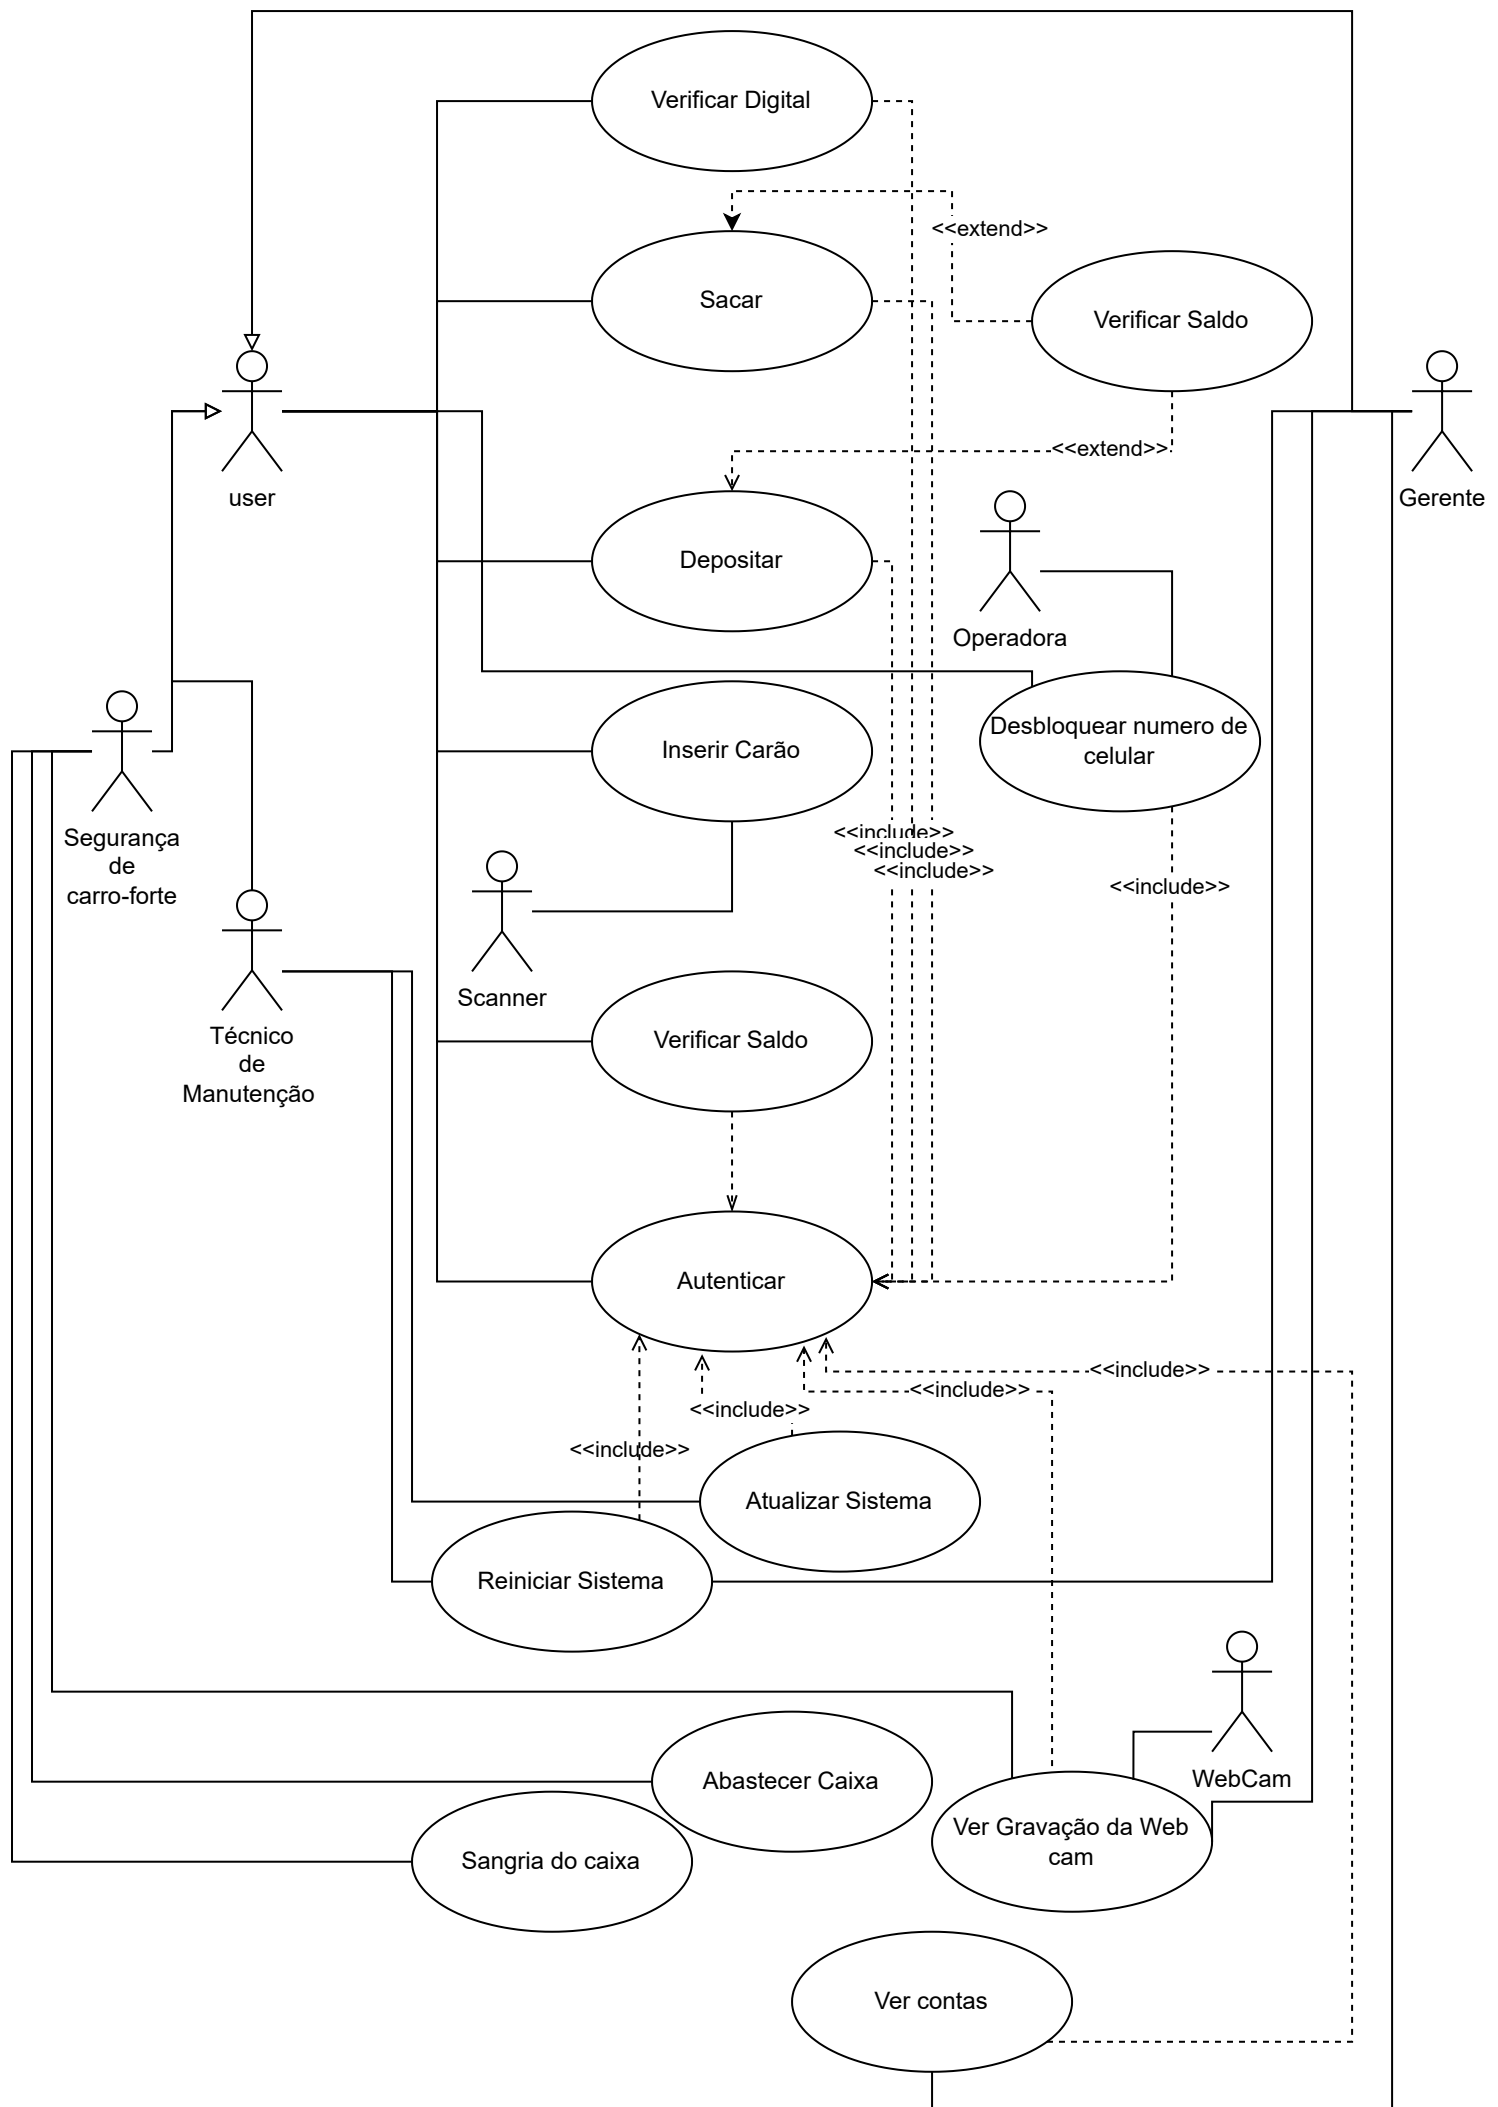 Verificar Digital
<<extend>>
Sacar
Verificar Saldo
<<extend>>
user
Gerente
Depositar
Operadora
Desbloquear numero de
celular
Inserir Carão
Segurança
de
carro-forte
<<include>>
<<include>>
<<include>>
<<include>>
Scanner
Técnico
de
Manutenção
Verificar Saldo
Autenticar
<<include>>
<<include>>
<<include>>
<<include>>
Atualizar Sistema
Reiniciar Sistema
WebCam
Abastecer Caixa
Ver Gravação da Web
cam
Sangria do caixa
Ver contas